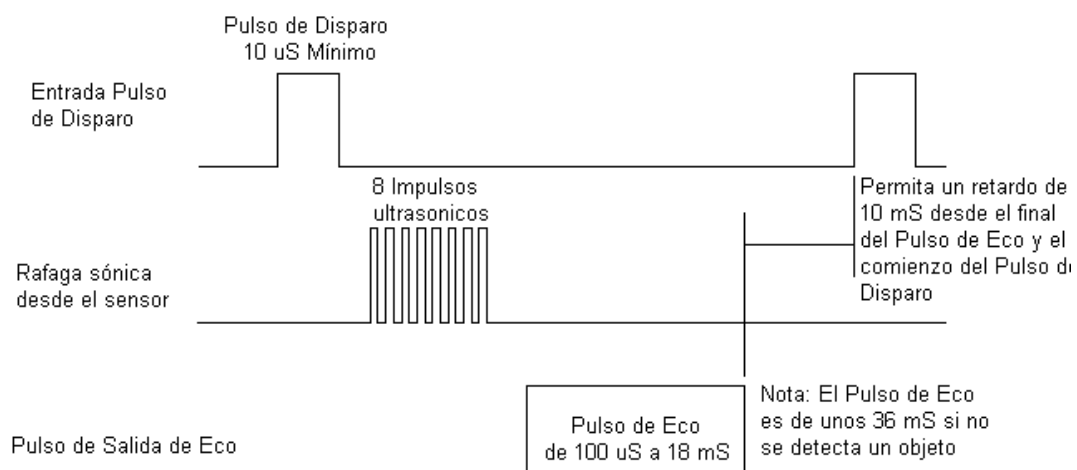 Pulso de Disparo
10 uS Mínimo
Entrada Pulso
de Disparo
8 Impulsos
ultrasonicos
Permita un retardo de
10 mS desde el final
del Pulso de Eco y el
comienzo del Pulso de
Disparo
Rafaga sónica
desde el sensor
Pulso de Eco
de 100 uS a 18 mS
Nota: El Pulso de Eco
es de unos 36 mS si no
se detecta un objeto
Pulso de Salida de Eco